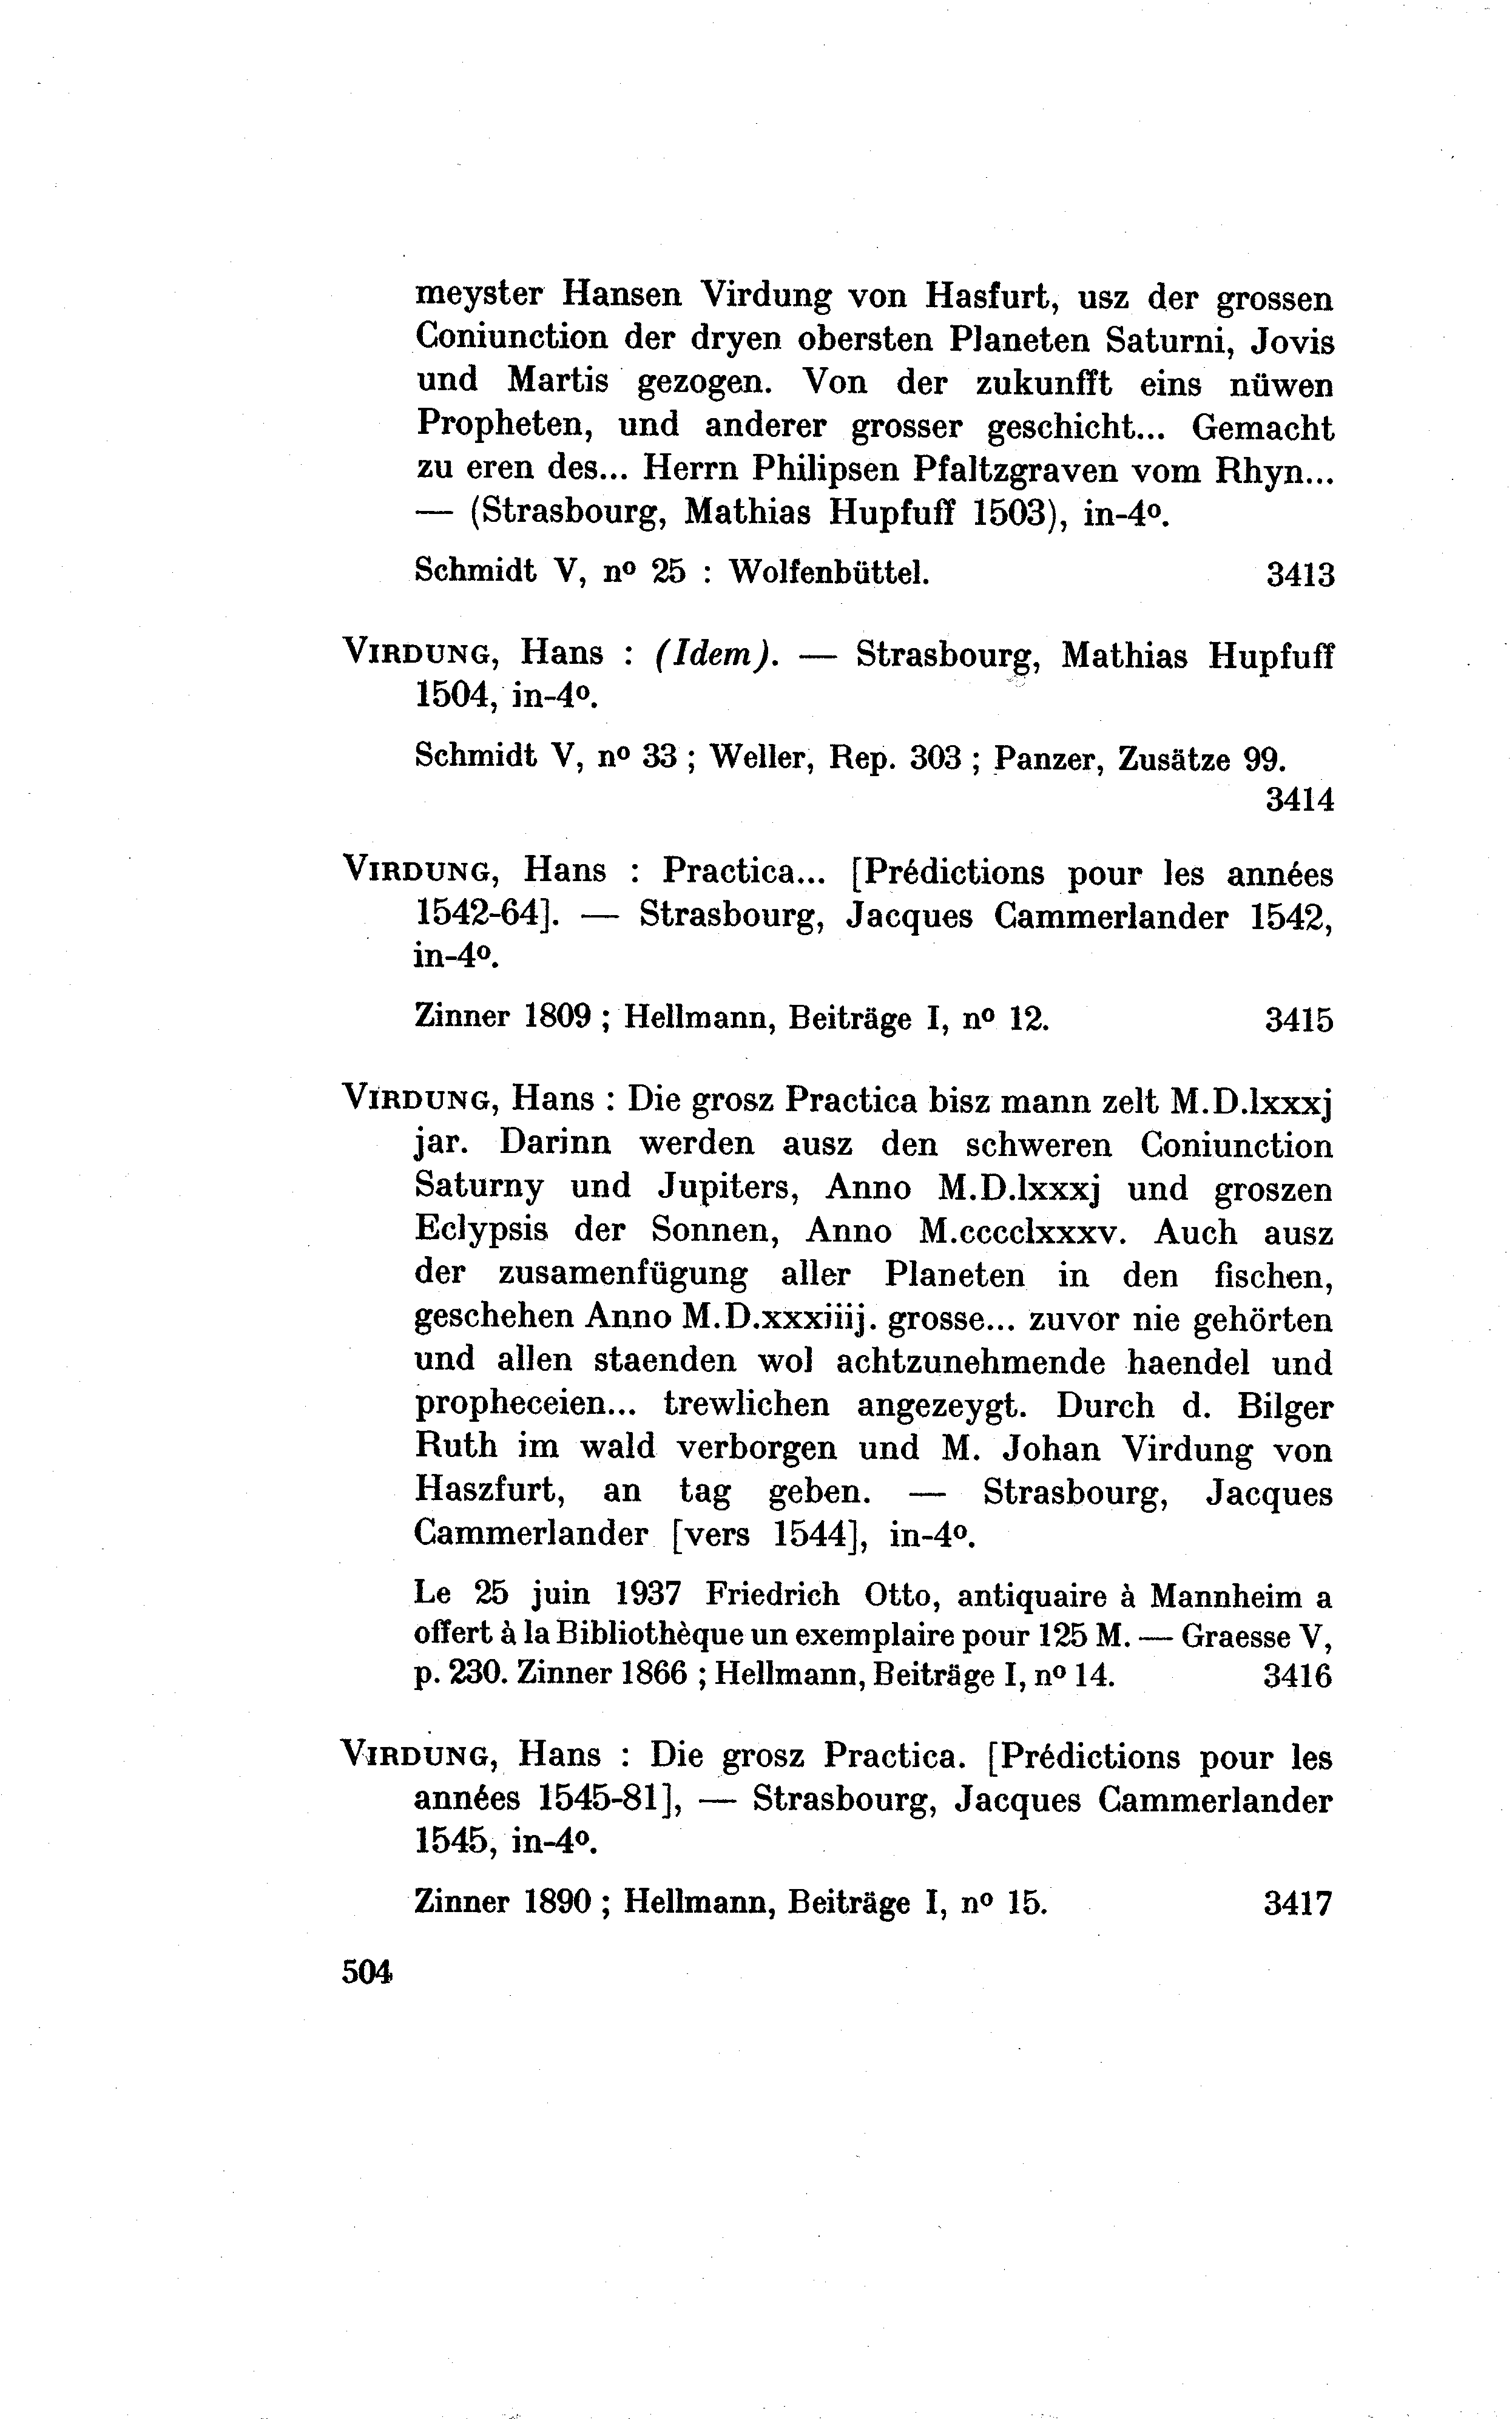 meyster Hansen Virdung von Hasfurt, usz der grossen
Coniunction der dryen obersten Planeten Saturni, Jovis
und Martis gezogen. Von der zukunfft eins nüwen
Propheten, und anderer grosser geschicht... Gemacht
zu eren des... Herrn Philipsen Pfaltzgraven vom Rhyn...
— (Strasbourg, Mathias Hupfuff 1503), in-4º.
Schmidt V, nº 25 : Wolfenbüttel. 3413
VIRDUNG, Hans : (Idem). — Strasbourg, Mathias Hupfuff
1504, in-4º.
Schmidt V, nº 33 ; Weller, Rep. 303 ; Panzer, Zusätze 99.
3414
VIRDUNG, Hans : Practica... [Prédictions pour les années
1542-64]. — Strasbourg, Jacques Cammerlander 1542,
in-4º.
Zinner 1809 ; Hellmann, Beiträge I, nº 12. 3415
VIRDUNG, Hans : Die grosz Practica bisz mann zelt M.D.lxxxj
jar. Darinn werden ausz den schweren Coniunction
Saturny und Jupiters, Anno M.D.lxxxj und groszen
Eclypsis der Sonnen, Anno M.cccclxxxv. Auch ausz
der zusamenfügung aller Planeten in den fischen,
geschehen Anno M.D.xxxiiij. grosse... zuvor nie gehörten
und allen staenden wol achtzunehmende haendel und
propheceien... trewlichen angezeygt. Durch d. Bilger
Ruth im wald verborgen und M. Johan Virdung von
Haszfurt, an tag geben. — Strasbourg, Jacques
Cammerlander [vers 1544], in-4º.
Le 25 juin 1937 Friedrich Otto, antiquaire à Mannheim a
offert à la Bibliothèque un exemplaire pour 125 M. — Graesse V,
p. 230. Zinner 1866 ; Hellmann, Beiträge I, nº 14. 3416
VIRDUNG, Hans : Die grosz Practica. [Prédictions pour les
années 1545-81], — Strasbourg, Jacques Cammerlander
1545, in-4º.
Zinner 1890 ; Hellmann, Beiträge I, nº 15. 3417
504